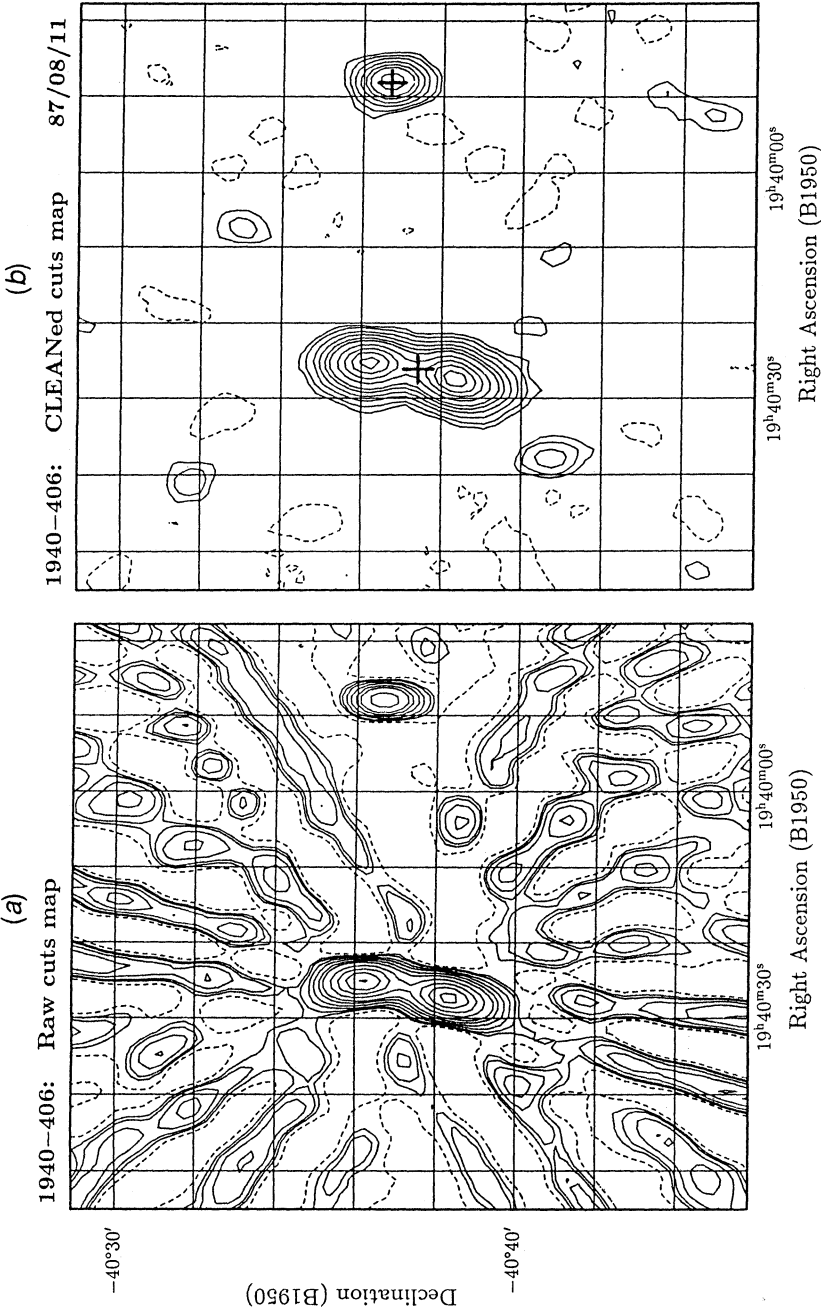 (a)
1940−406: Raw cuts map
−40°30′
−40°40′
Declination (B1950)
19ʰ40ᵐ30ˢ
19ʰ40ᵐ00ˢ
Right Ascension (B1950)
(b)
1940−406: CLEANed cuts map 87/08/11
19ʰ40ᵐ30ˢ
19ʰ40ᵐ00ˢ
Right Ascension (B1950)